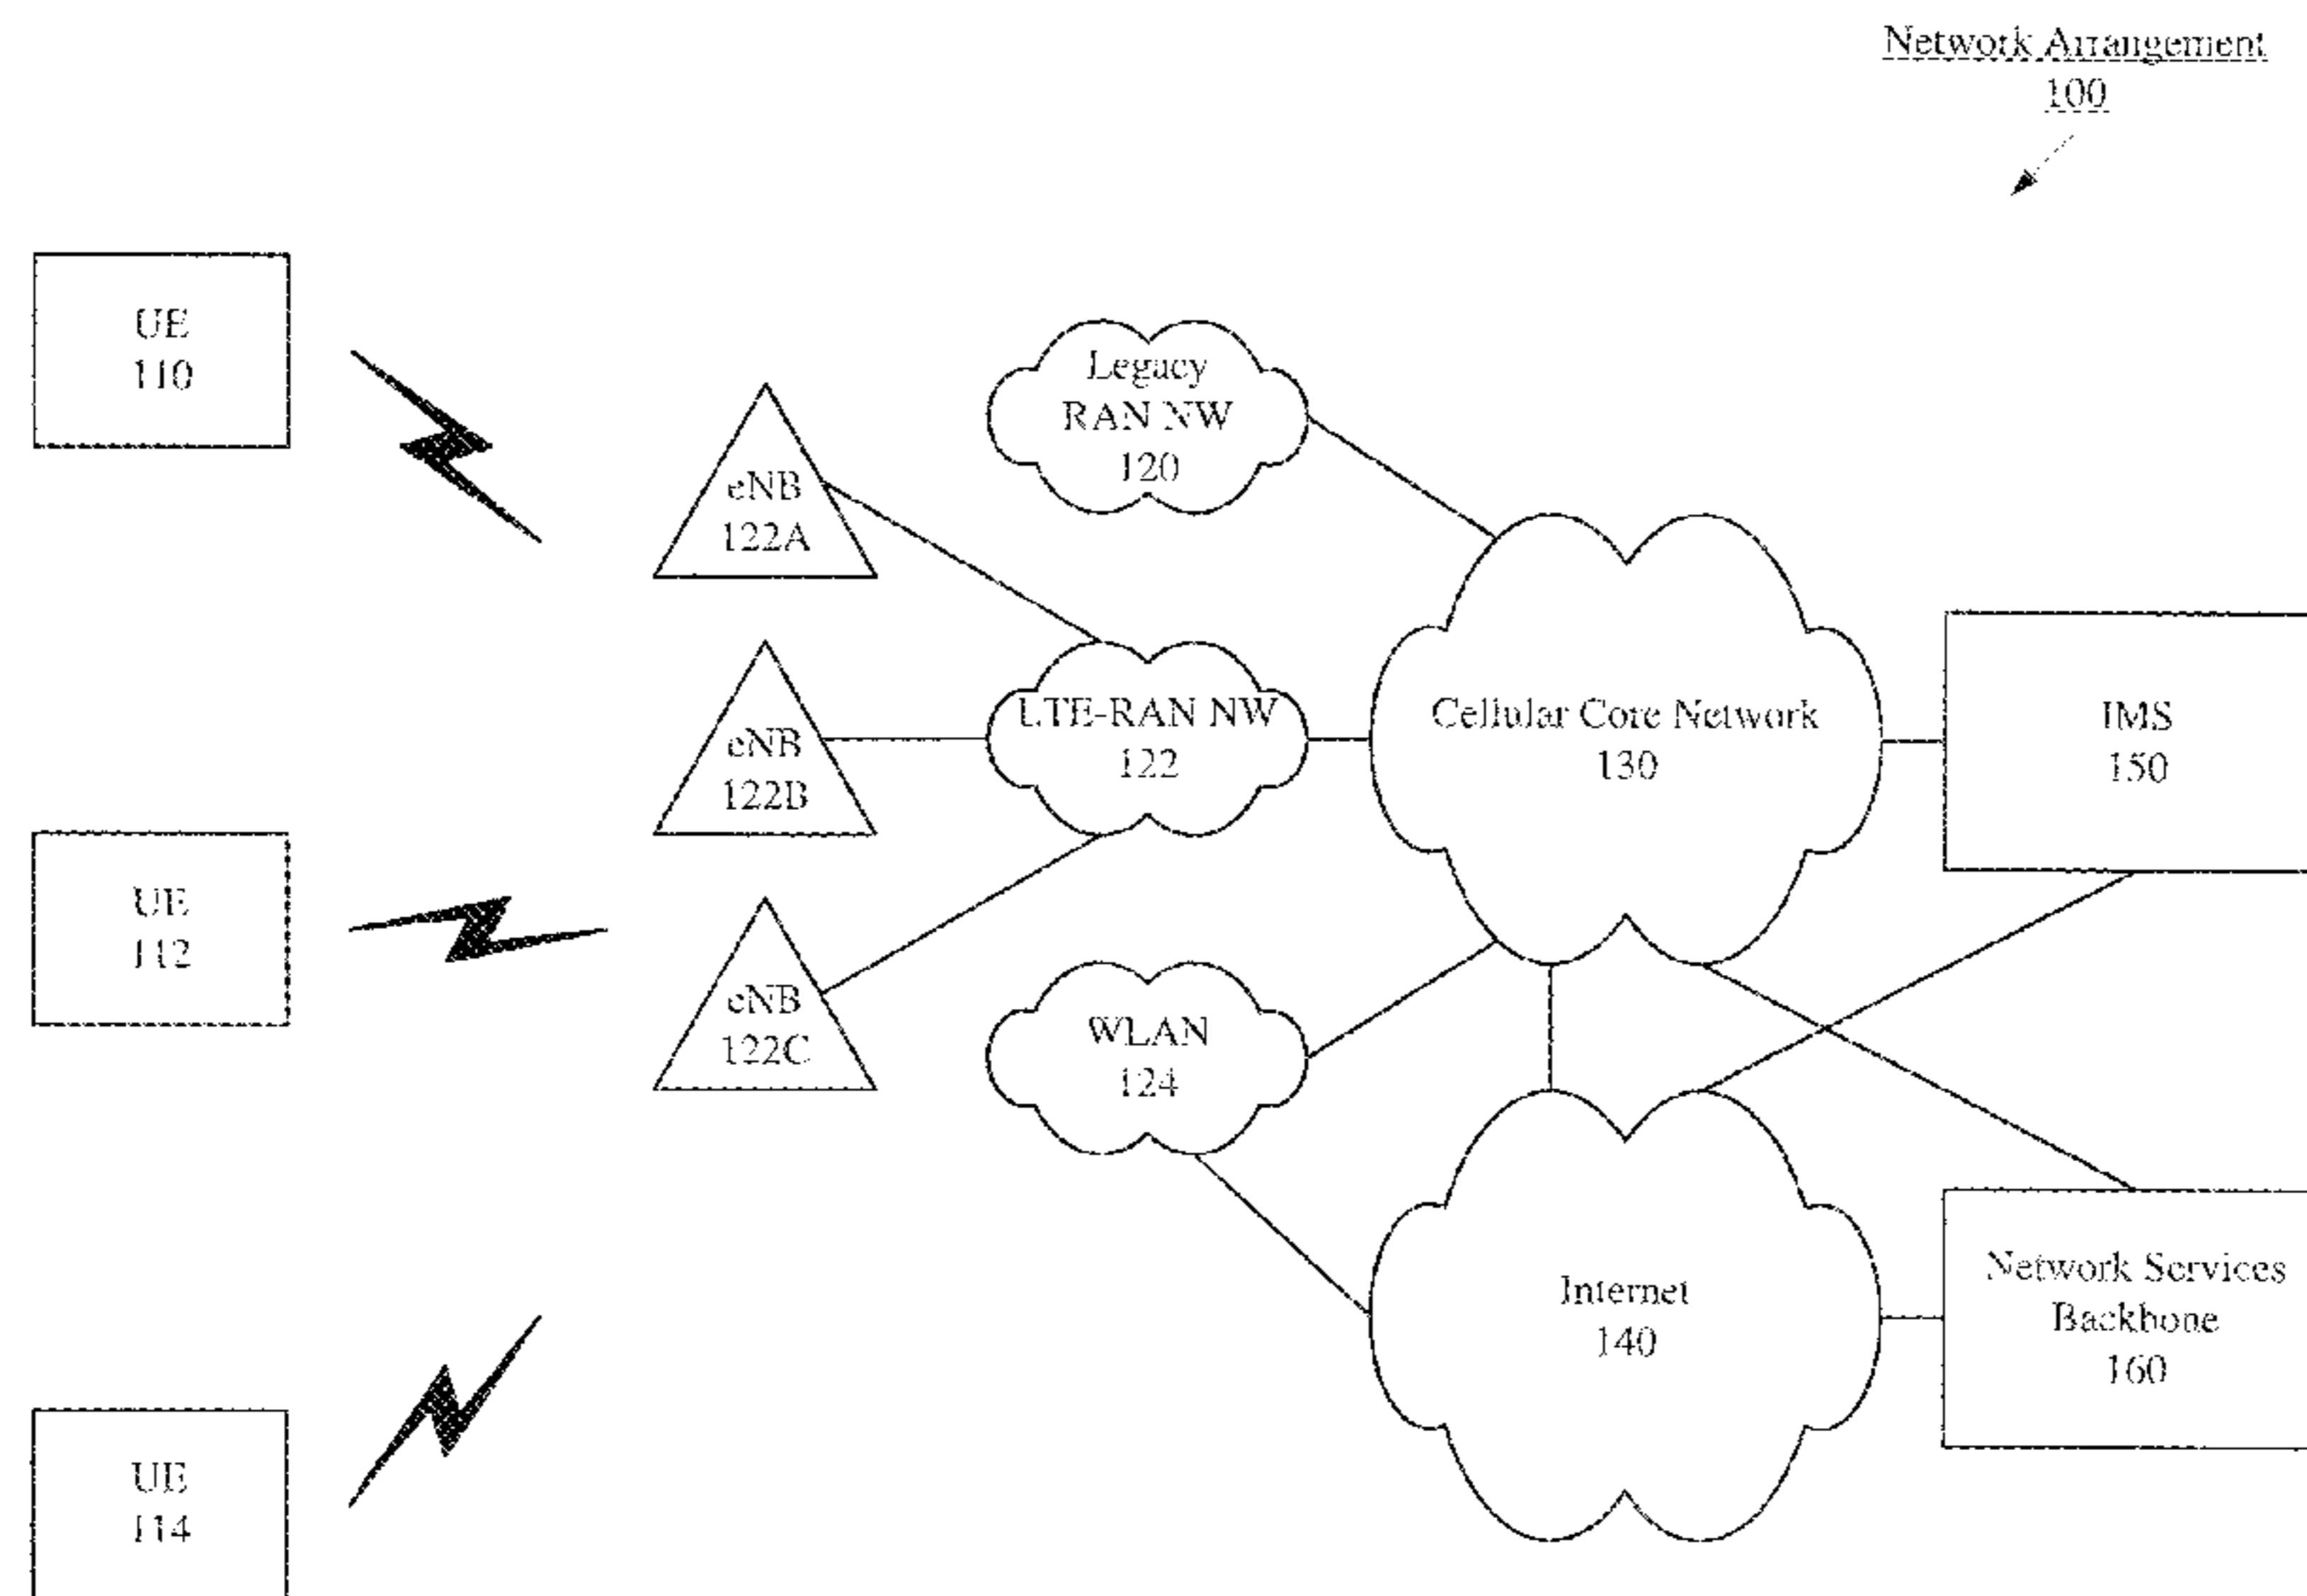 Network Arrangement
100
UE
110
Legacy
RAN NW
120
eNB
122A
LTE-RAN NW
122
Cellular Core Network
130
IMS
150
eNB
122B
UE
112
eNB
122C
WLAN
124
Internet
140
Network Services
Backbone
160
UE
114